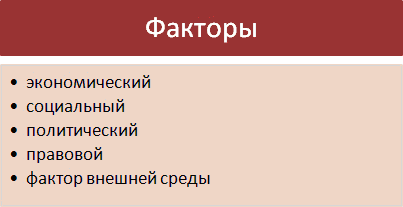 Факторы
• экономический
• социальный
• политический
• правовой
• фактор внешней среды